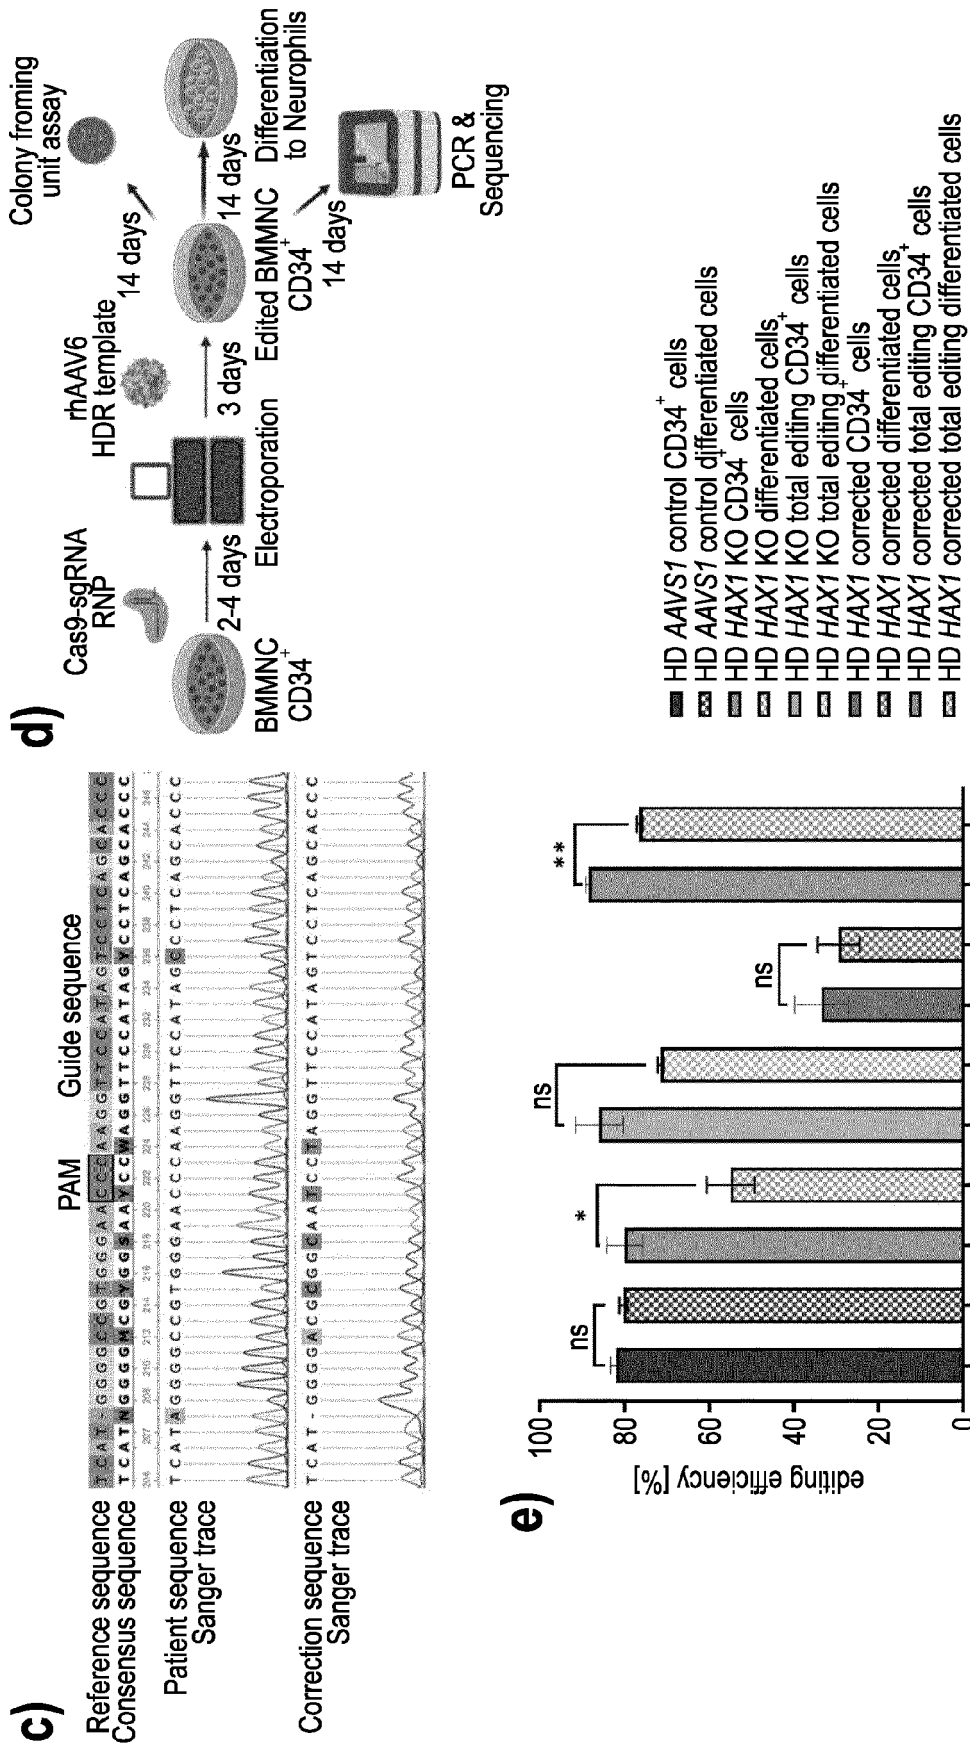 c)
PAM
Guide sequence
Reference sequence TCAT-GGGGCCGTGGGAACCCAAGGTTCCATAGTCCTCAGCACCC
Consensus sequence TCATNGGGGMCGYGGSAAYCCWAGGTTCCATAGYCCTCAGCACCC
Patient sequence TCATAGGGGCCGTGGGAACCCAAGGTTCCATAGCCCTCAGCACCC
Sanger trace
Correction sequence TCAT-GGGGACGCGGCAATCCTAGGTTCCATAGTCCTCAGCACCC
Sanger trace
d)
Cas9-sgRNA
RNP
rhAAV6
HDR template
Colony froming
unit assay
14 days
2-4 days
3 days
14 days
BMMNC
CD34+
Electroporation
Edited BMMNC
CD34+
Differentiation
to Neurophils
14 days
PCR &
Sequencing
e)
editing efficiency [%]
100
80
60
40
20
0
ns
*
ns
ns
**
HD AAVS1 control CD34+ cells
HD AAVS1 control differentiated cells
HD HAX1 KO CD34+ cells
HD HAX1 KO differentiated cells
HD HAX1 KO total editing CD34+ cells
HD HAX1 KO total editing differentiated cells
HD HAX1 corrected CD34+ cells
HD HAX1 corrected differentiated cells
HD HAX1 corrected total editing CD34+ cells
HD HAX1 corrected total editing differentiated cells